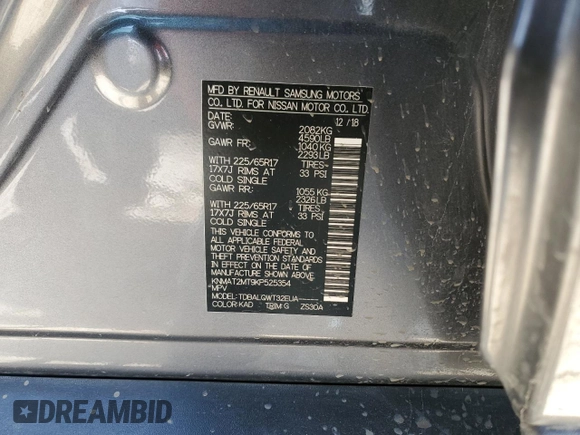 MFD BY RENAULT SAMSUNG MOTORS
CO. LTD. FOR NISSAN MOTOR CO. LTD.
DATE: 12 / 18
GVWR: 2082KG
4590LB
GAWR FR: 1040 KG
2293LB
WITH 225/65R17 TIRES
17X7J RIMS AT 33 PSI
COLD SINGLE
GAWR RR: 1055 KG
2326LB
WITH 225/65R17 TIRES
17X7J RIMS AT 33 PSI
COLD SINGLE
THIS VEHICLE CONFORMS TO
ALL APPLICABLE FEDERAL
MOTOR VEHICLE SAFETY AND
THEFT PREVENTION STANDARDS
IN EFFECT ON THE DATE OF
MANUFACTURE SHOWN ABOVE.
KNMAT2MT9KP525354
MPV
MODEL: TDBALQWT32EUA-----
COLOR KAD TRIM G ZS30A
DREAMBID